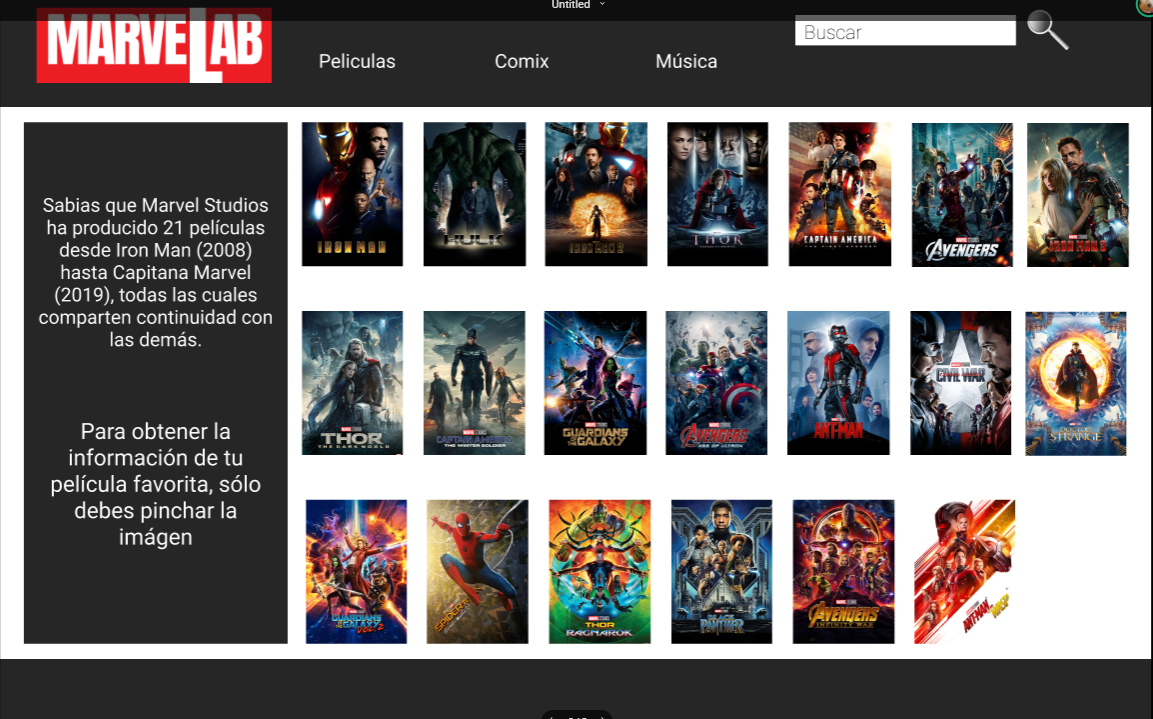 Untitled
MARVELAB
Buscar
Peliculas
Comix
Música
Sabias que Marvel Studios
ha producido 21 películas
desde Iron Man (2008)
hasta Capitana Marvel
(2019), todas las cuales
comparten continuidad con
las demás.
Para obtener la
información de tu
película favorita, sólo
debes pinchar la
imágen
IRON MAN
HULK
IRON MAN 2
THOR
CAPTAIN AMERICA
AVENGERS
IRON MAN 3
THOR
THE DARK WORLD
CAPTAIN AMERICA
THE WINTER SOLDIER
GUARDIANS
OF THE
GALAXY
AVENGERS
AGE OF ULTRON
ANT-MAN
CIVIL WAR
DOCTOR
STRANGE
GUARDIANS
OF THE
GALAXY
VOL. 2
THOR
RAGNAROK
BLACK
PANTHER
AVENGERS
INFINITY WAR
ANT-MAN
WASP